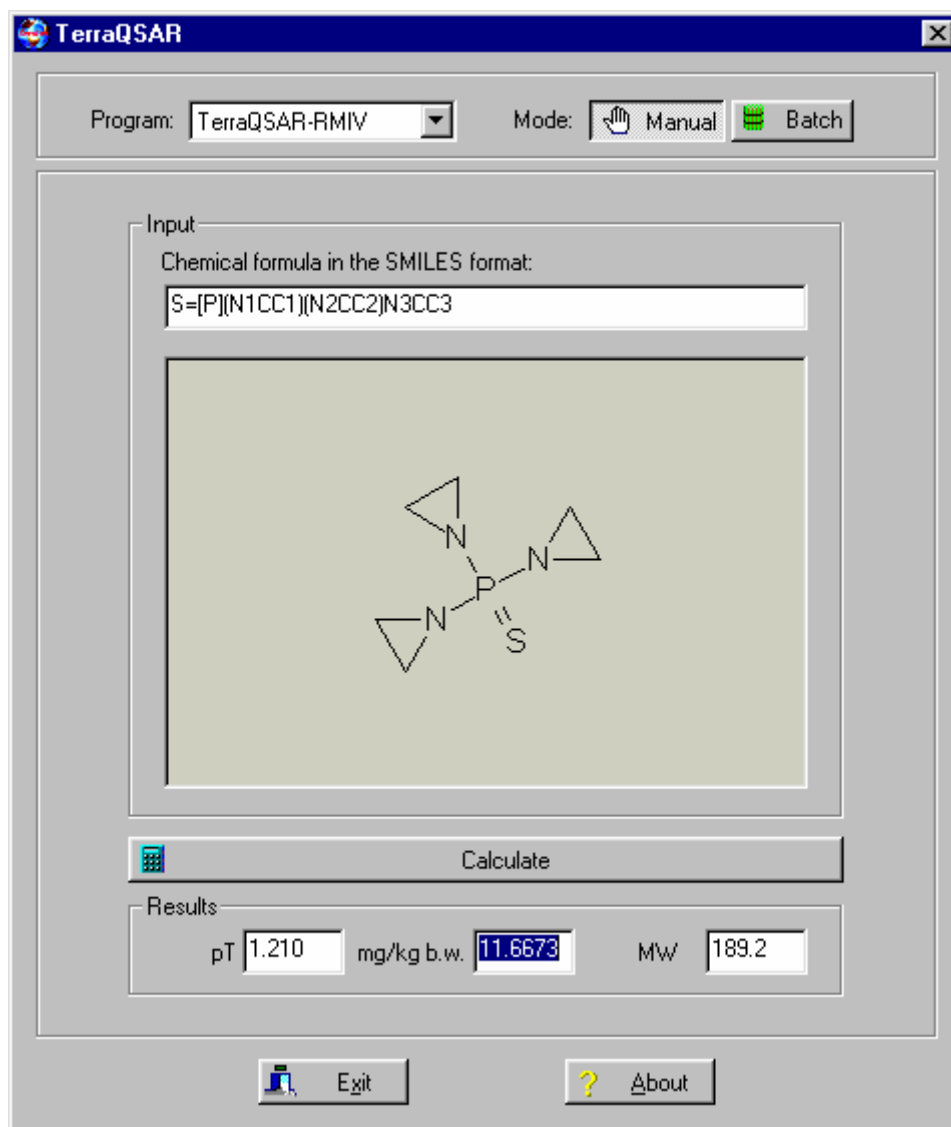 TerraQSAR
Program: TerraQSAR-RMIV Mode: Manual Batch
Input
Chemical formula in the SMILES format:
S=[P](N1CC1)(N2CC2)N3CC3
N
N
P
N
S
Calculate
Results
pT 1.210 mg/kg b.w. 11.6673 MW 189.2
Exit ? About